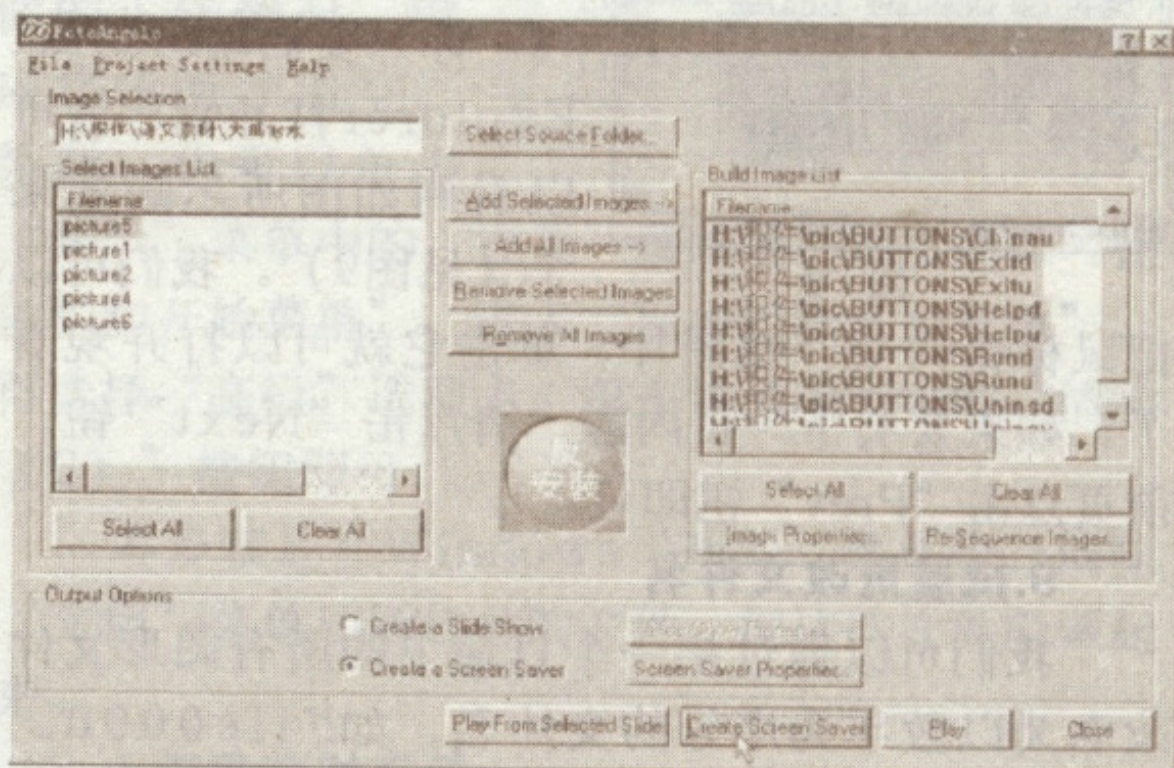 FotoAngelo
File Project Settings Help
Image Selection
Select Source Folder...
Select Images List
Filename
picture5
picture1
picture2
picture4
picture6
Select All
Clear All
Add Selected Images ->
Add All Images ->
Remove Selected Images
Remove All Images
安装
Build Image List
Filename
\pic\BUTTONS\Chinau
\pic\BUTTONS\Exitd
\pic\BUTTONS\Exitu
\pic\BUTTONS\Helpd
\pic\BUTTONS\Helpu
\pic\BUTTONS\Rund
\pic\BUTTONS\Runu
\pic\BUTTONS\Uninsd
Select All
Clear All
Image Properties...
Re-Sequence Images...
Output Options
Create a Slide Show
Create a Screen Saver
Screen Saver Properties...
Play From Selected Slide
Create Screen Saver
Play
Close